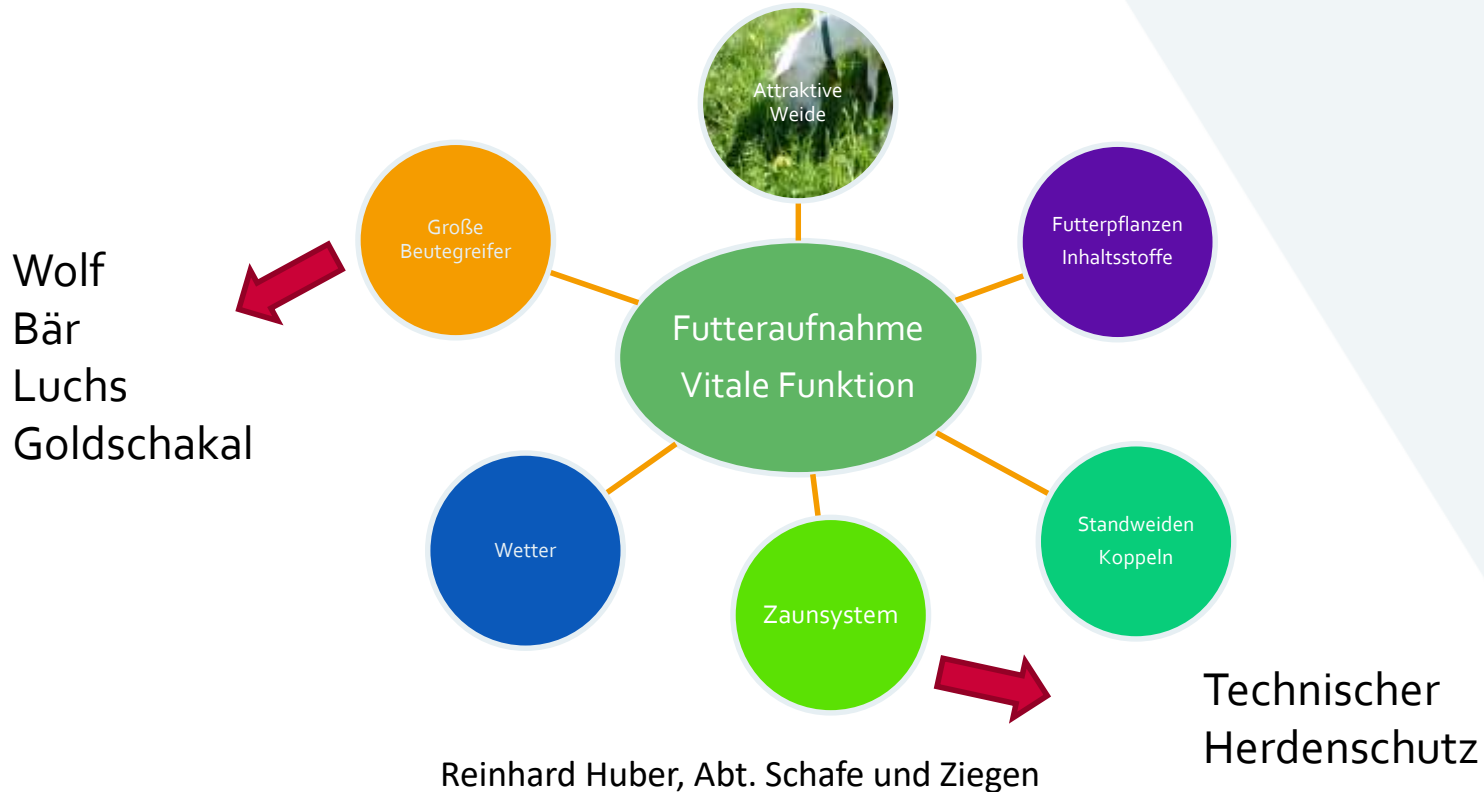 Attraktive
Weide
Große
Beutegreifer
Futterpflanzen
Inhaltsstoffe
Wolf
Bär
Luchs
Goldschakal
Futteraufnahme
Vitale Funktion
Wetter
Zaunsystem
Standweiden
Koppeln
Technischer
Herdenschutz
Reinhard Huber, Abt. Schafe und Ziegen